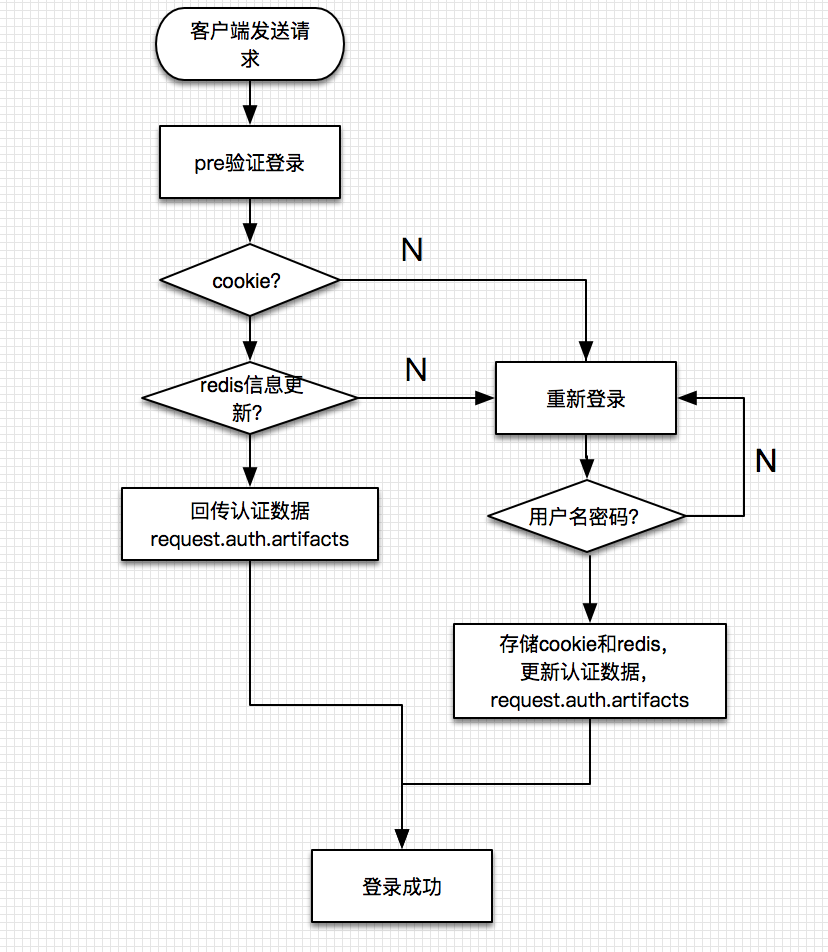 客户端发送请
求
pre验证登录
N
cookie?
N
redis信息更
新?
重新登录
N
回传认证数据
request.auth.artifacts
用户名密码?
存储cookie和redis,
更新认证数据,
request.auth.artifacts
登录成功